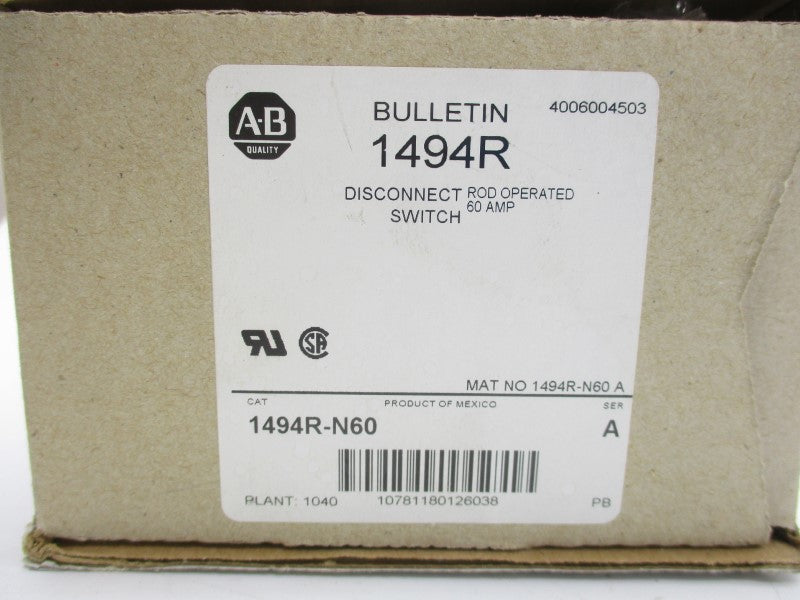 A-B
QUALITY
BULLETIN
1494R
4006004503
DISCONNECT SWITCH
ROD OPERATED
60 AMP
MAT NO 1494R-N60 A
CAT
PRODUCT OF MEXICO
SER
1494R-N60
A
PLANT: 1040
10781180126038
PB